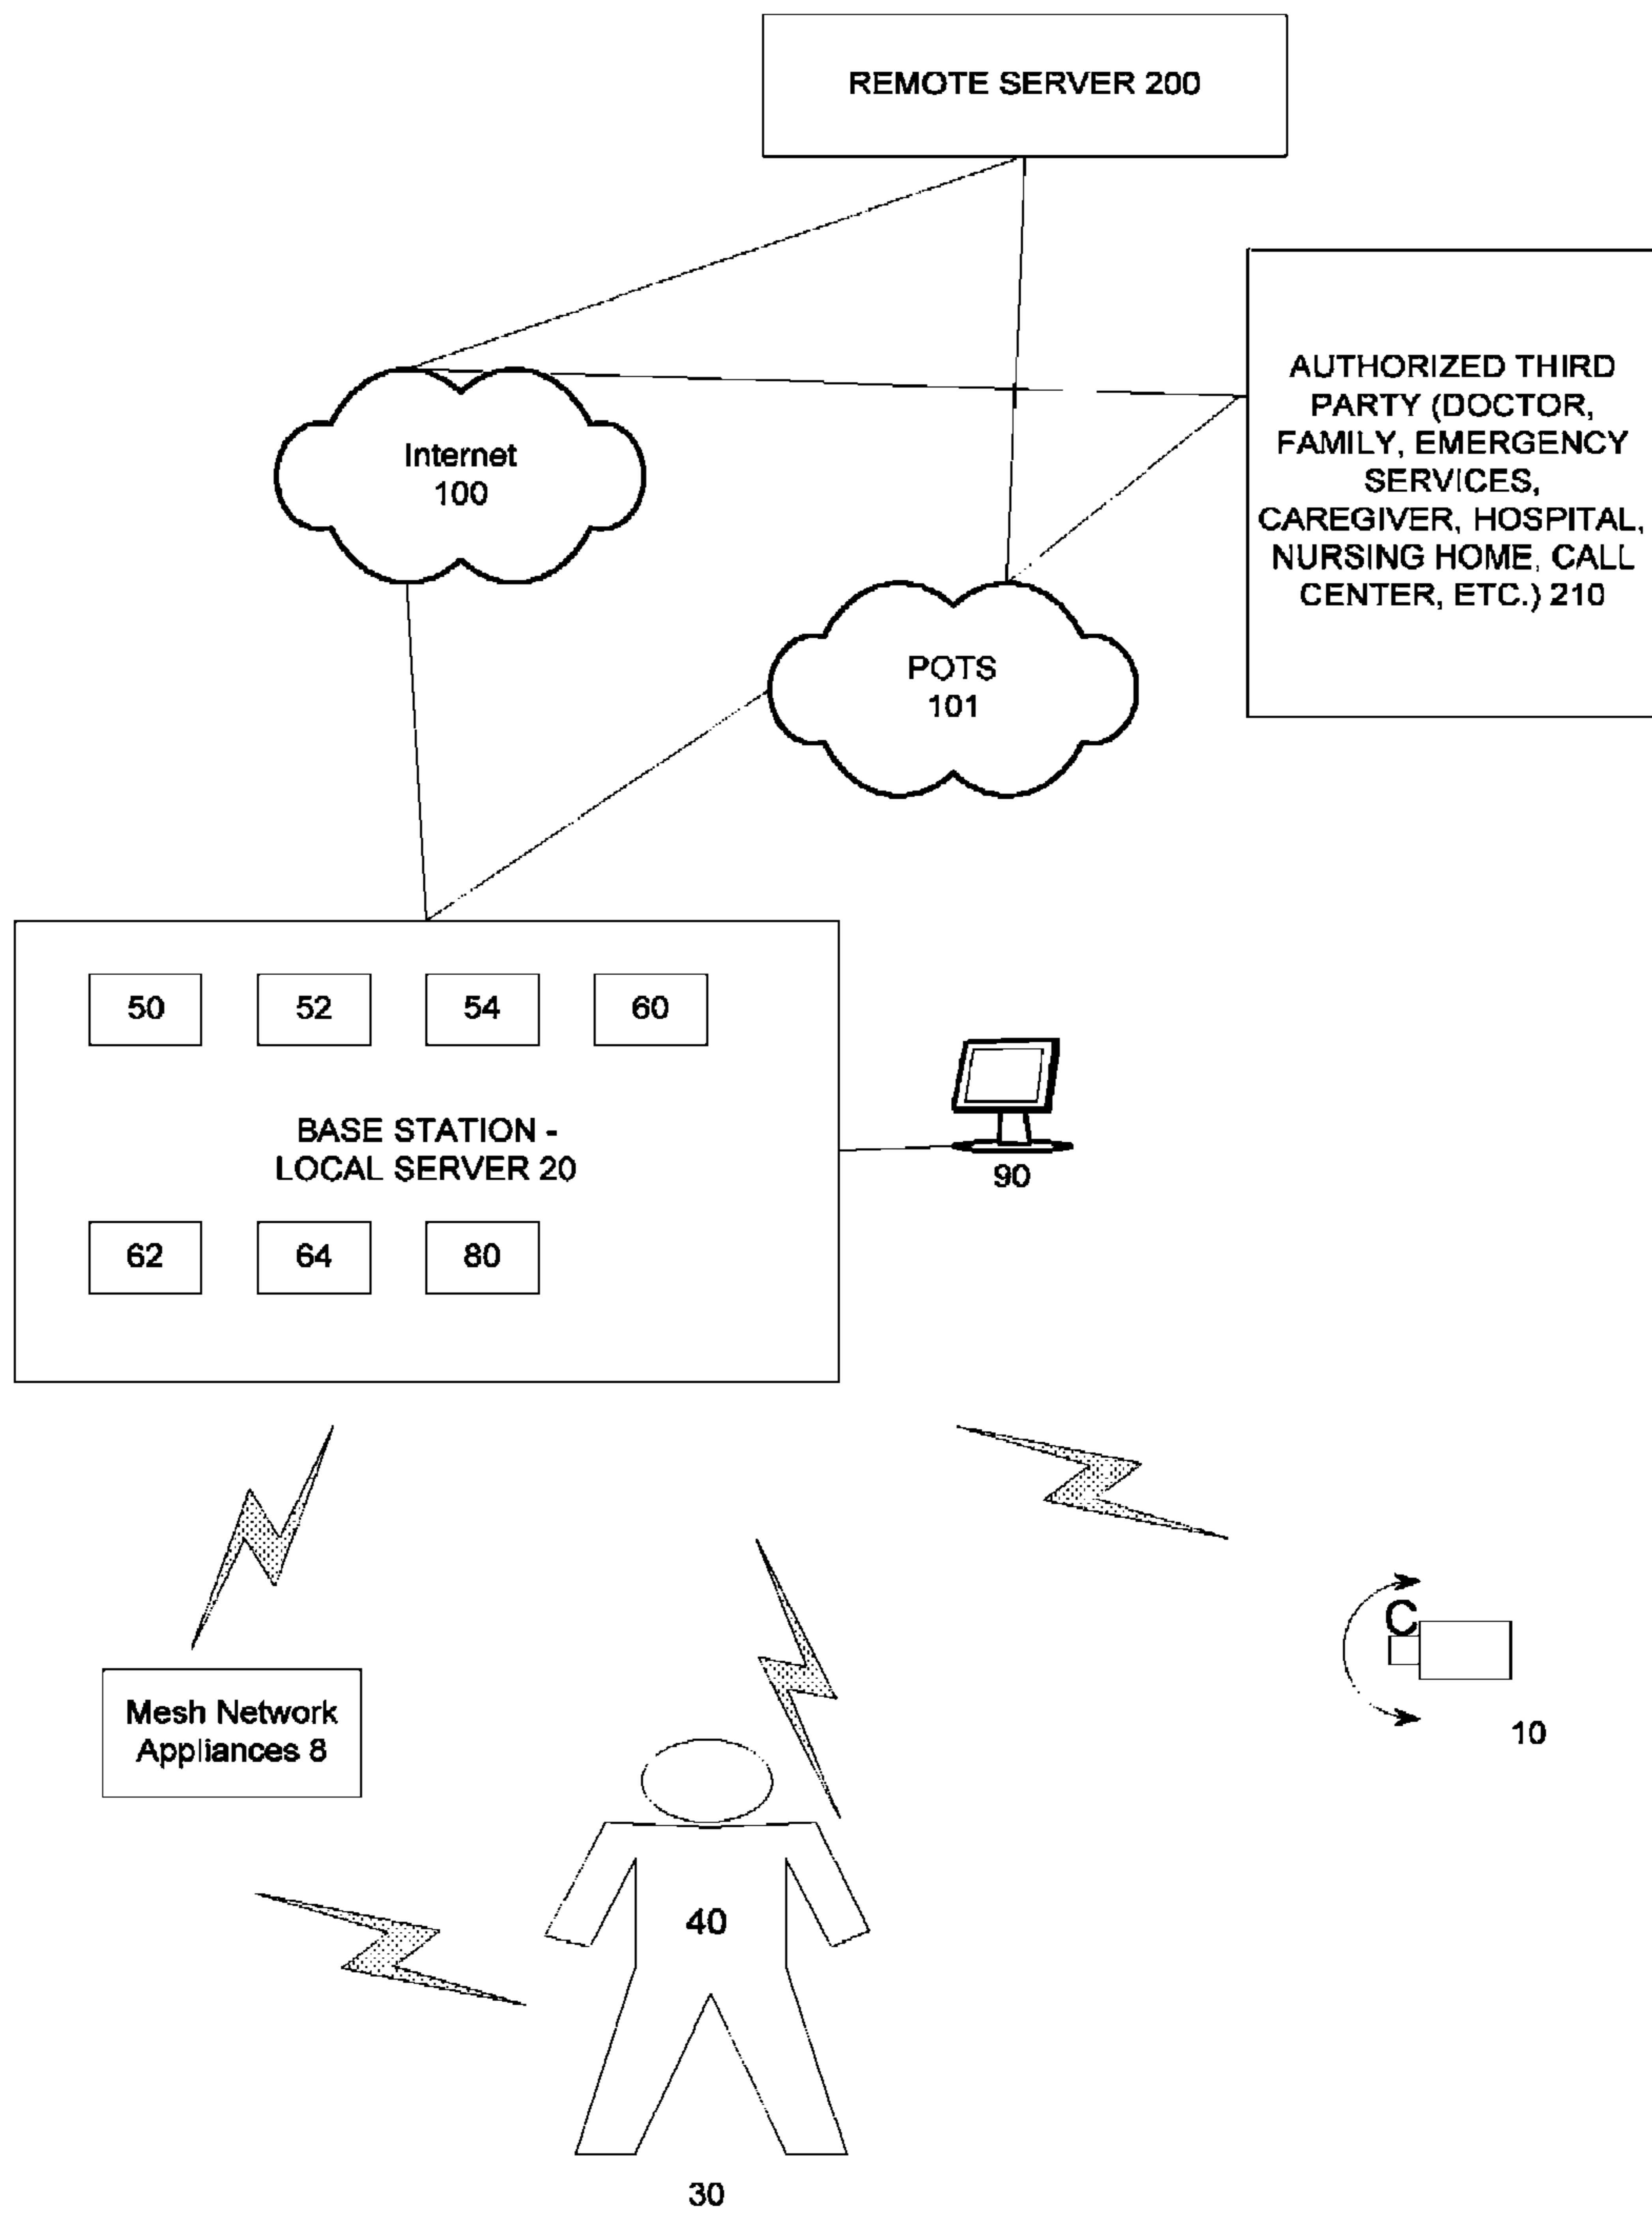 REMOTE SERVER 200
AUTHORIZED THIRD
PARTY (DOCTOR,
FAMILY, EMERGENCY
SERVICES,
CAREGIVER, HOSPITAL,
NURSING HOME, CALL
CENTER, ETC.) 210
Internet
100
POTS
101
50
52
54
60
BASE STATION -
LOCAL SERVER 20
90
62
64
80
C
10
Mesh Network
Appliances 8
40
30